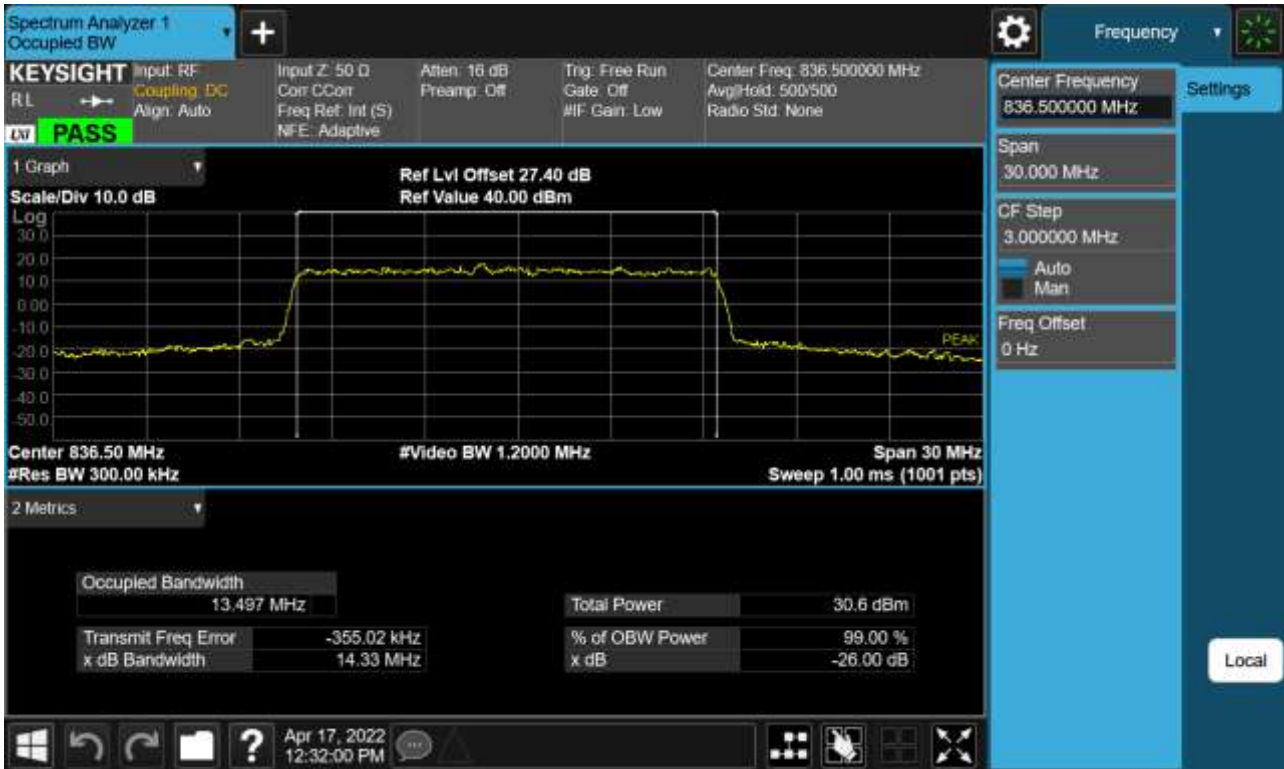 Spectrum Analyzer 1
Occupied BW
+
Frequency
KEYSIGHT
RL
LXI
PASS
Input: RF
Coupling: DC
Align: Auto
Input Z: 50 Ω
Corr CCorr
Freq Ref: Int (S)
NFE: Adaptive
Atten: 16 dB
Preamp: Off
Trig: Free Run
Gate: Off
#IF Gain: Low
Center Freq: 836.500000 MHz
Avg|Hold: 500/500
Radio Std: None
1 Graph
Scale/Div 10.0 dB
Ref Lvl Offset 27.40 dB
Ref Value 40.00 dBm
Log
30.0
20.0
10.0
0.00
-10.0
-20.0
-30.0
-40.0
-50.0
PEAK
Center 836.50 MHz
#Res BW 300.00 kHz
#Video BW 1.2000 MHz
Span 30 MHz
Sweep 1.00 ms (1001 pts)
2 Metrics
Occupied Bandwidth
13.497 MHz
Transmit Freq Error -355.02 kHz
x dB Bandwidth 14.33 MHz
Total Power 30.6 dBm
% of OBW Power 99.00 %
x dB -26.00 dB
Center Frequency
836.500000 MHz
Span
30.000 MHz
CF Step
3.000000 MHz
Auto
Man
Freq Offset
0 Hz
Settings
Local
?
Apr 17, 2022
12:32:00 PM